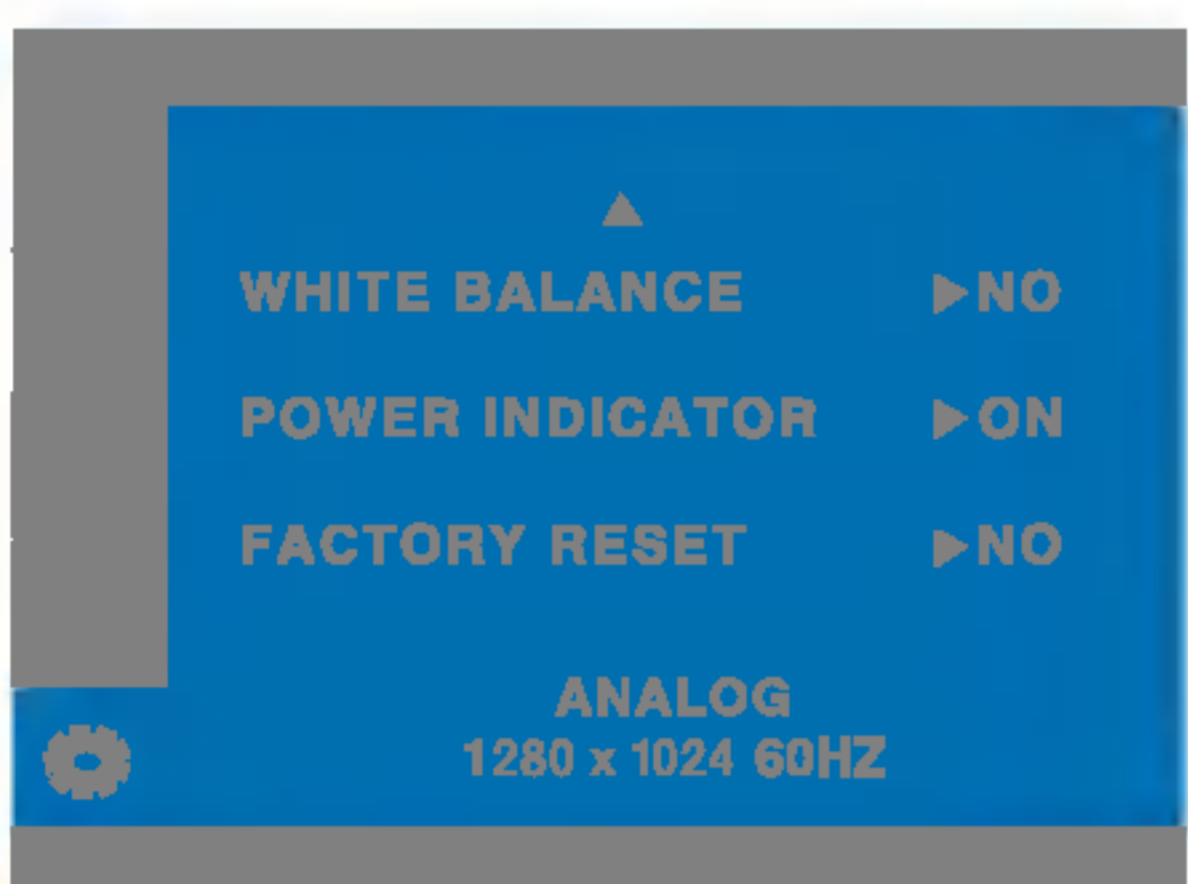 WHITE BALANCE ▶NO
POWER INDICATOR ▶ON
FACTORY RESET ▶NO
ANALOG
1280 x 1024 60HZ